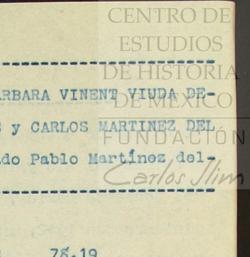 CENTRO DE
ESTUDIOS
DE HISTORIA
DE MÉXICO
FUNDACIÓN
Carlos Slim
ARBARA VINENT VIUDA DE-
y CARLOS MARTINEZ DEL
do Pablo Martínez del-
78.19